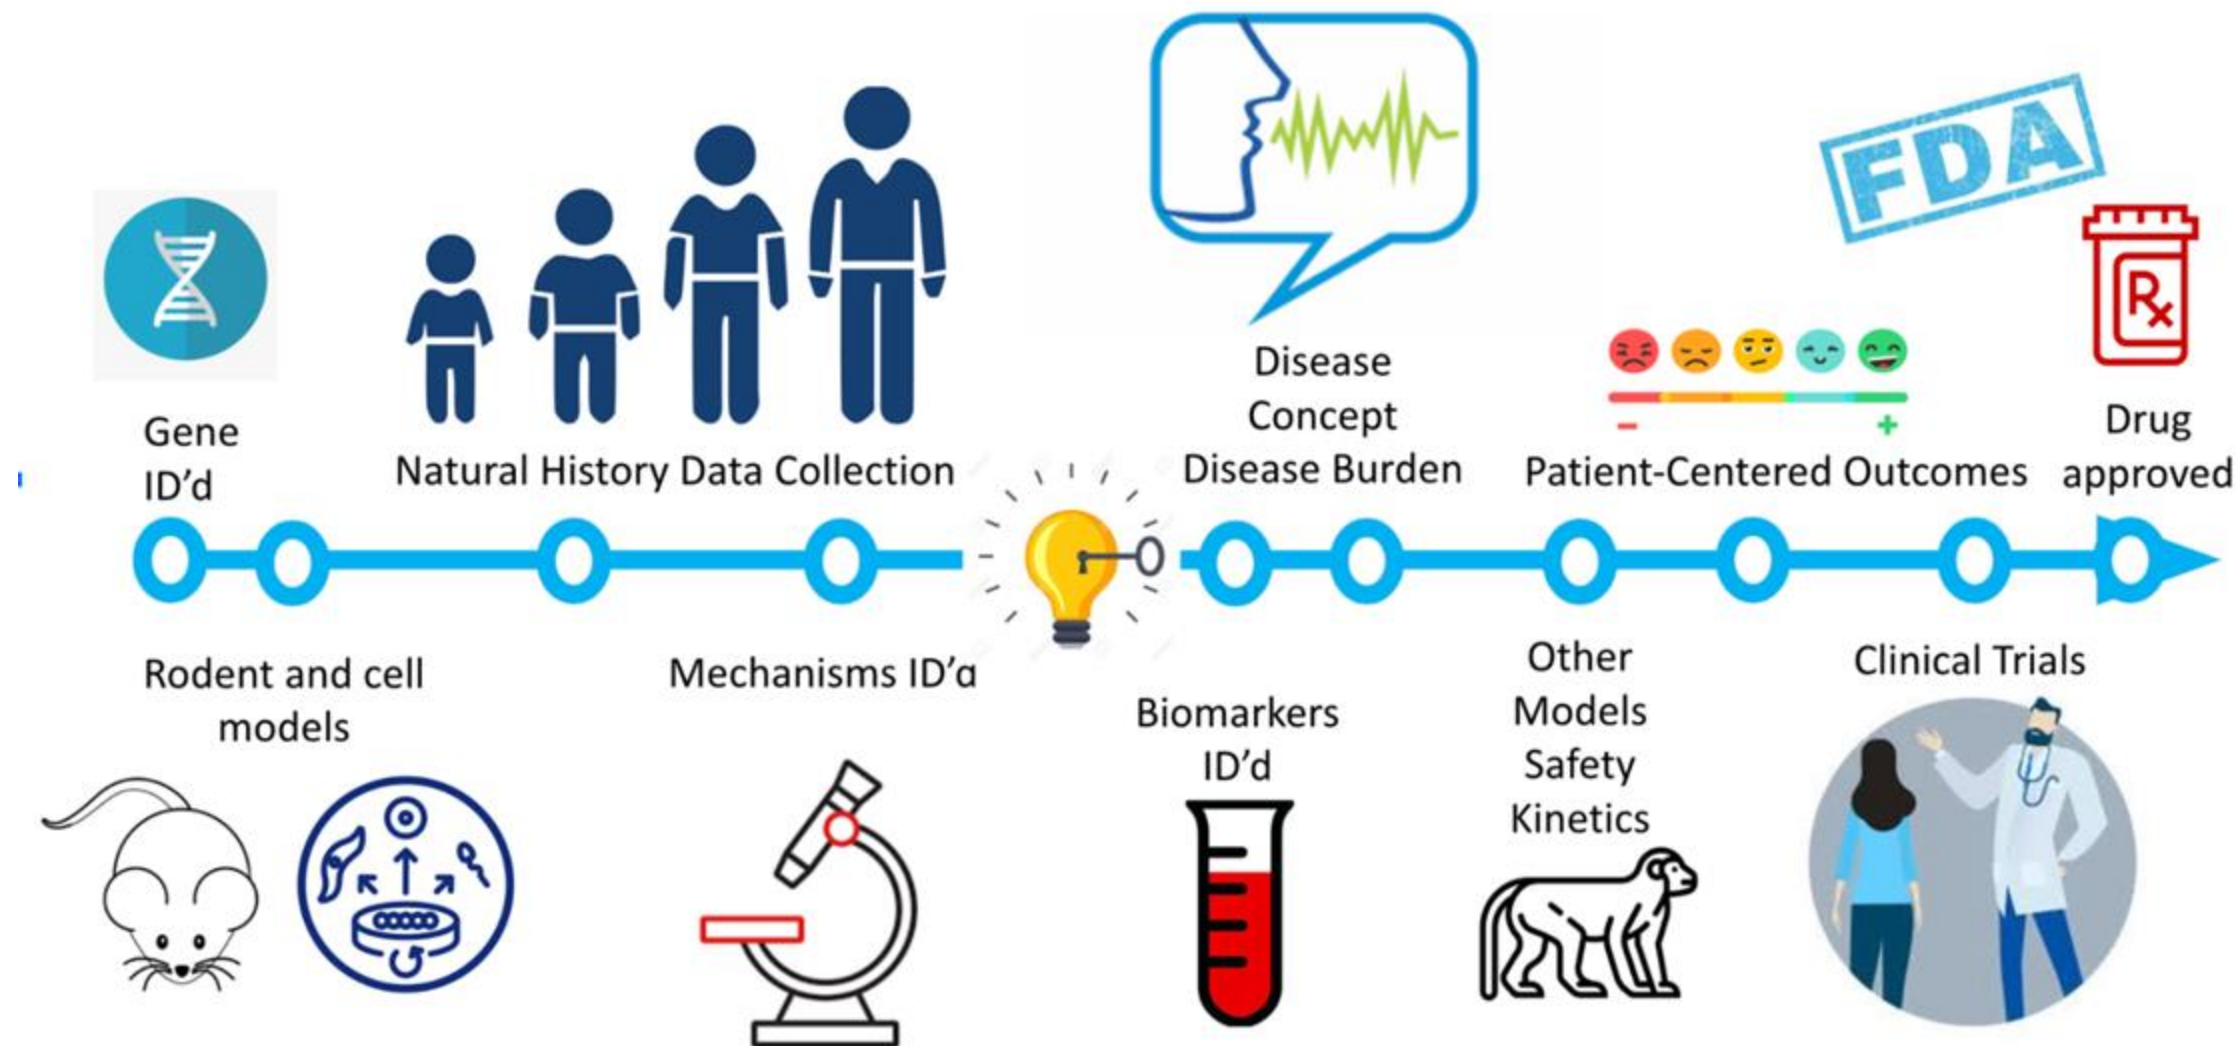 Gene
ID'd
Natural History Data Collection
Disease
Concept
Disease Burden
Patient-Centered Outcomes
FDA
Rx
Drug
approved
- +
Rodent and cell
models
Mechanisms ID'd
Biomarkers
ID'd
Other
Models
Safety
Kinetics
Clinical Trials